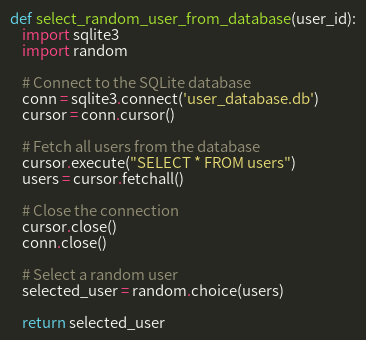 def select_random_user_from_database(user_id):
    import sqlite3
    import random

    # Connect to the SQLite database
    conn = sqlite3.connect('user_database.db')
    cursor = conn.cursor()

    # Fetch all users from the database
    cursor.execute("SELECT * FROM users")
    users = cursor.fetchall()

    # Close the connection
    cursor.close()
    conn.close()

    # Select a random user
    selected_user = random.choice(users)

    return selected_user